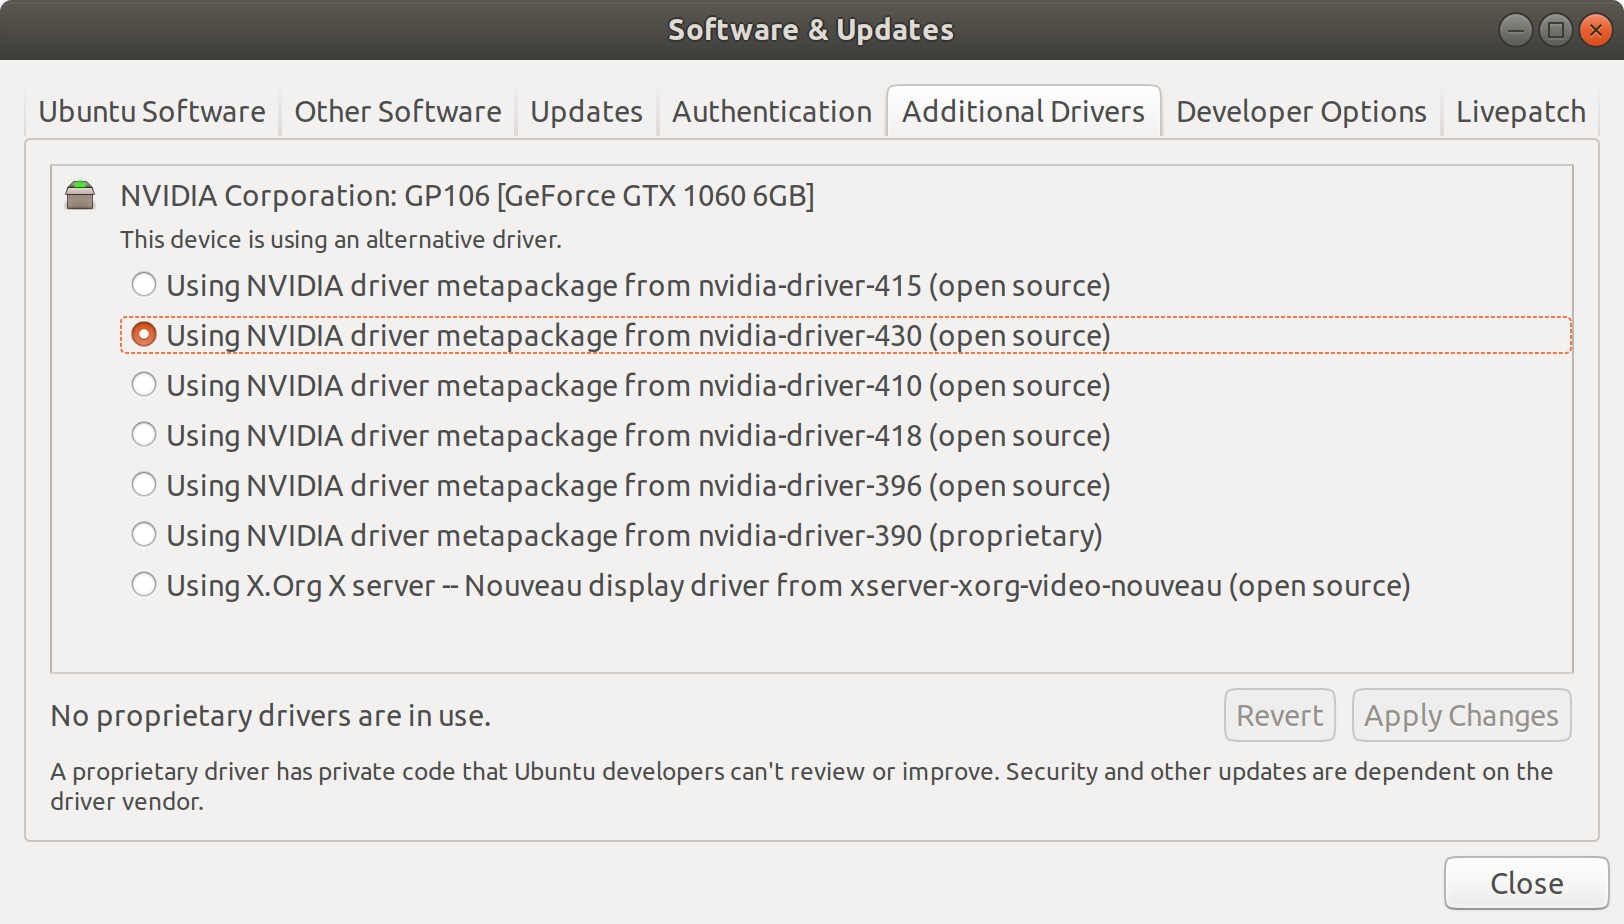 Software & Updates
Ubuntu Software
Other Software
Updates
Authentication
Additional Drivers
Developer Options
Livepatch
NVIDIA Corporation: GP106 [GeForce GTX 1060 6GB]
This device is using an alternative driver.
Using NVIDIA driver metapackage from nvidia-driver-415 (open source)
Using NVIDIA driver metapackage from nvidia-driver-430 (open source)
Using NVIDIA driver metapackage from nvidia-driver-410 (open source)
Using NVIDIA driver metapackage from nvidia-driver-418 (open source)
Using NVIDIA driver metapackage from nvidia-driver-396 (open source)
Using NVIDIA driver metapackage from nvidia-driver-390 (proprietary)
Using X.Org X server -- Nouveau display driver from xserver-xorg-video-nouveau (open source)
No proprietary drivers are in use.
Revert
Apply Changes
A proprietary driver has private code that Ubuntu developers can't review or improve. Security and other updates are dependent on the
driver vendor.
Close